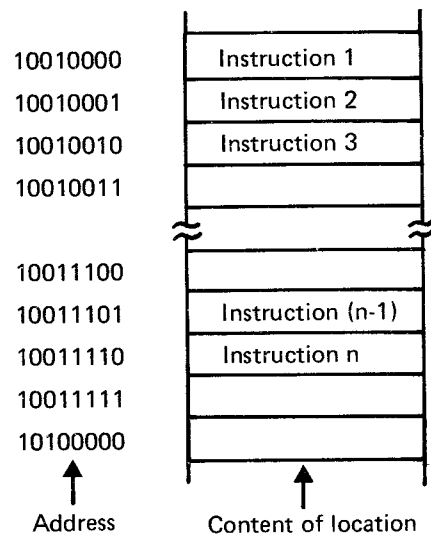 10010000 Instruction 1
10010001 Instruction 2
10010010 Instruction 3
10010011
10011100
10011101 Instruction (n-1)
10011110 Instruction n
10011111
10100000
Address Content of location